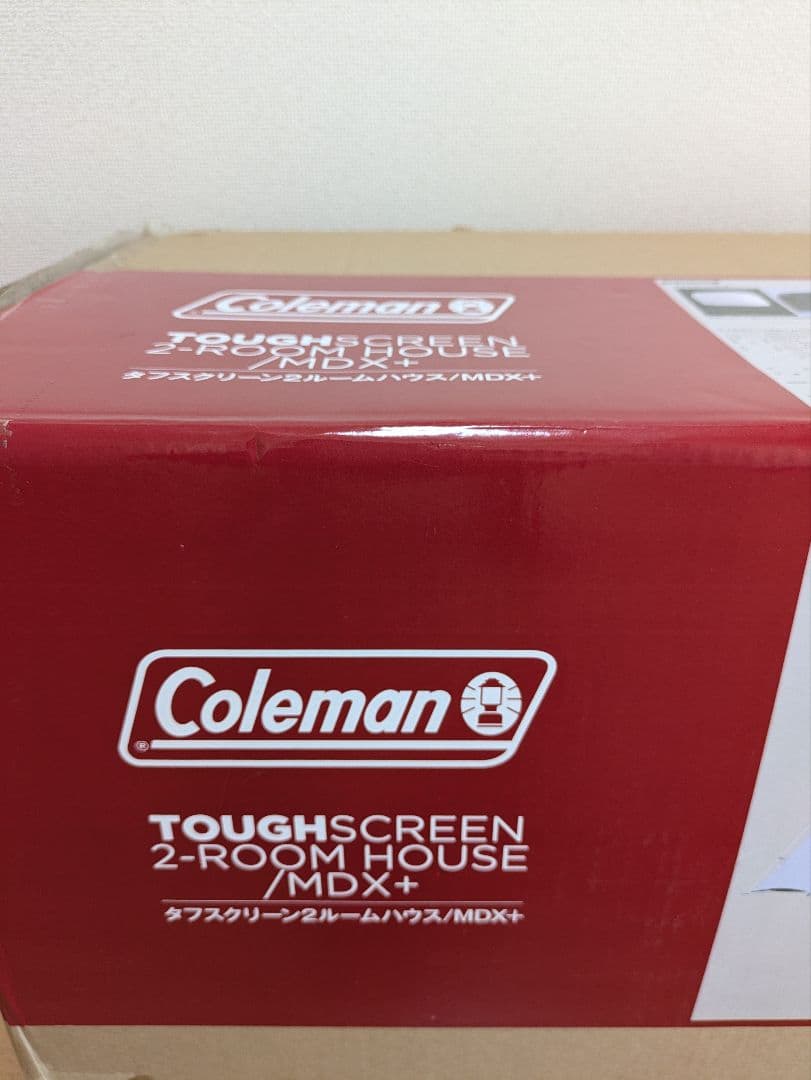 Coleman
TOUGHSCREEN
2-ROOM HOUSE
/MDX+
タフスクリーン2ルームハウス/MDX+
Coleman
®
TOUGHSCREEN
2-ROOM HOUSE
/MDX+
タフスクリーン2ルームハウス/MDX+